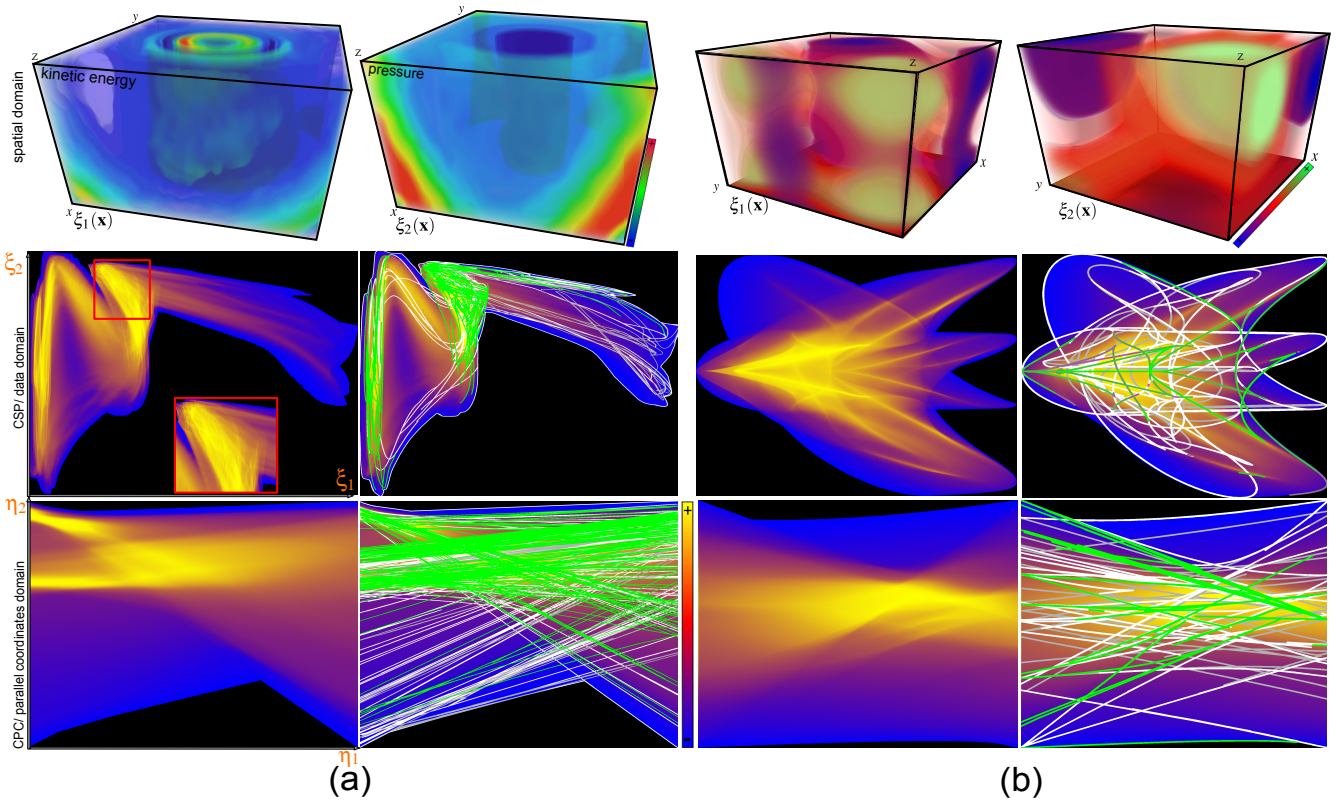 spatial domain
y
z
kinetic energy
x
ξ₁(x)
y
z
pressure
x
ξ₂(x)
+
-
z
x
y
ξ₁(x)
z
x
y
ξ₂(x)
+
-
CSP/ data domain
ξ₂
ξ₁
CPC/ parallel coordinates domain
η₂
η₁
+
-
(a)
(b)